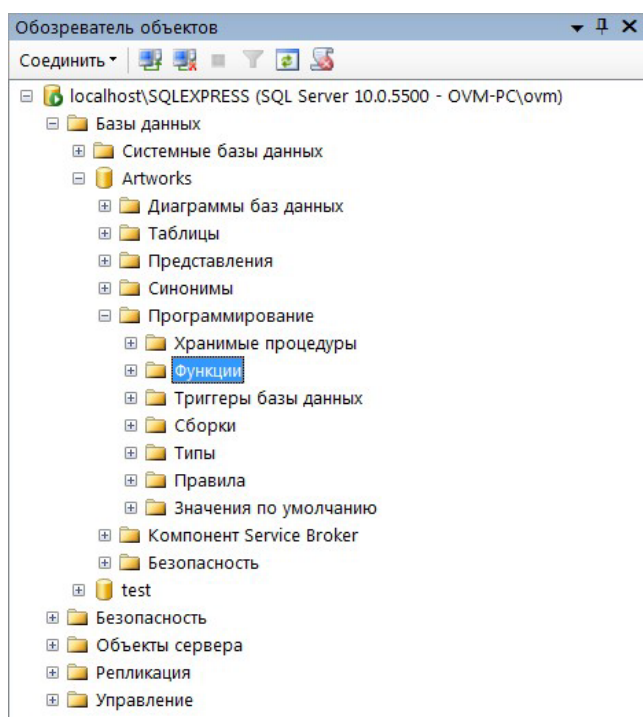 Обозреватель объектов
Соединить
localhost\SQLEXPRESS (SQL Server 10.0.5500 - OVM-PC\ovm)
Базы данных
Системные базы данных
Artworks
Диаграммы баз данных
Таблицы
Представления
Синонимы
Программирование
Хранимые процедуры
Функции
Триггеры базы данных
Сборки
Типы
Правила
Значения по умолчанию
Компонент Service Broker
Безопасность
test
Безопасность
Объекты сервера
Репликация
Управление